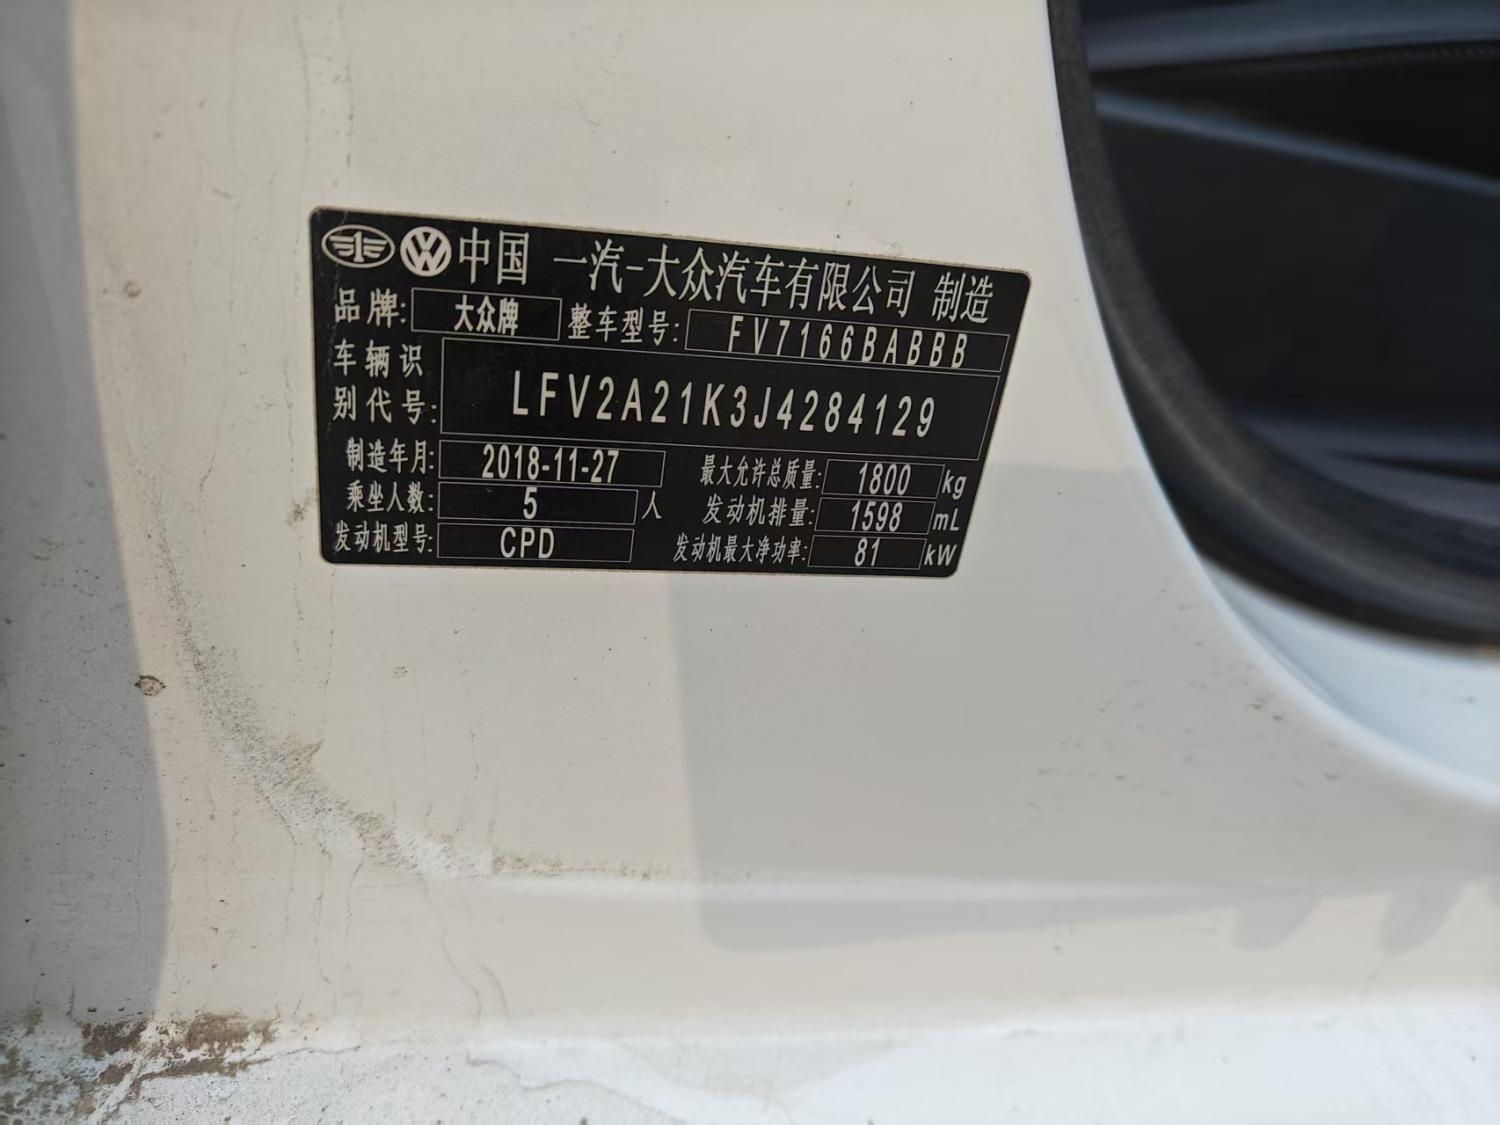 中国 一汽-大众汽车有限公司 制造
品牌: 大众牌 整车型号: FV7166BABBB
车辆识别代号: LFV2A21K3J4284129
制造年月: 2018-11-27 最大允许总质量: 1800 kg
乘坐人数: 5 人 发动机排量: 1598 mL
发动机型号: CPD 发动机最大净功率: 81 kW